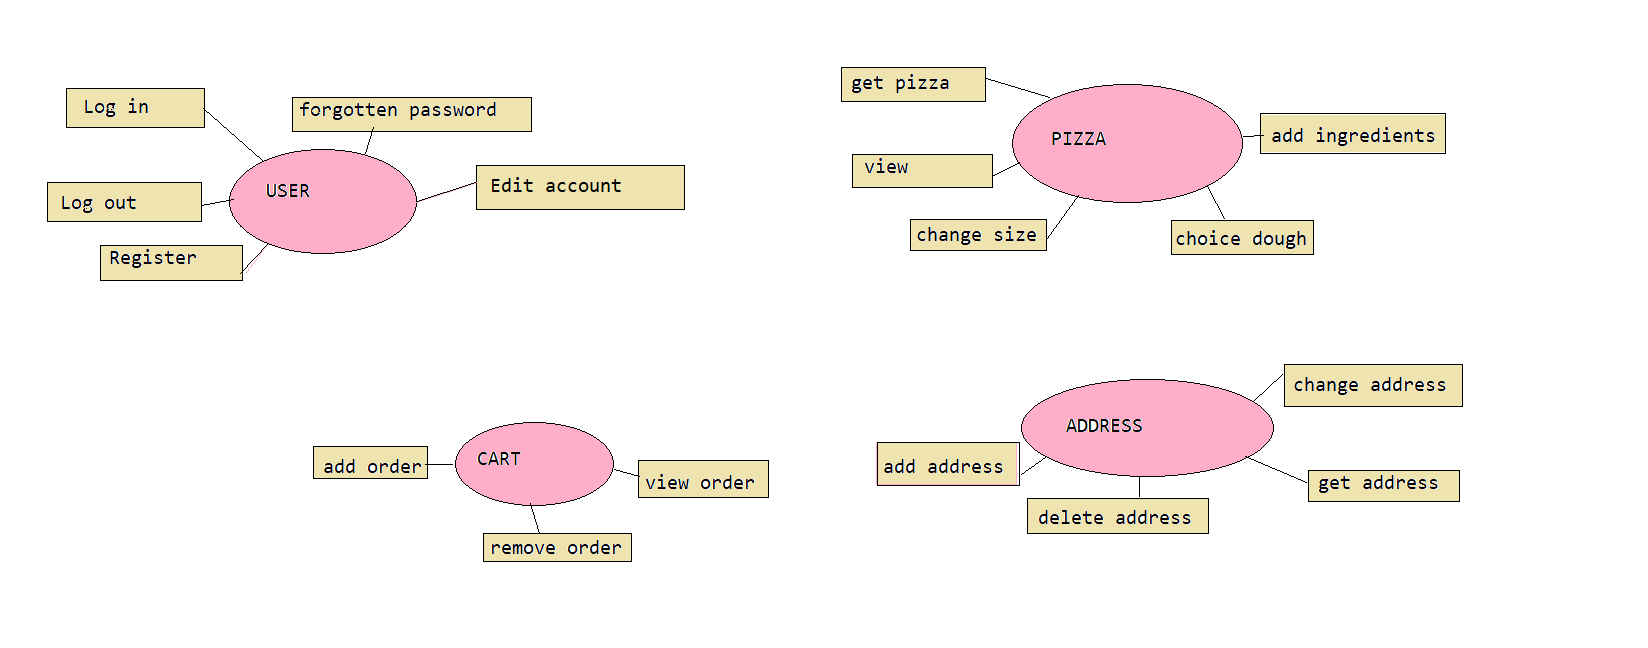 Log in
forgotten password
USER
Edit account
Log out
Register
get pizza
PIZZA
add ingredients
view
change size
choice dough
add order
CART
view order
remove order
change address
ADDRESS
add address
get address
delete address